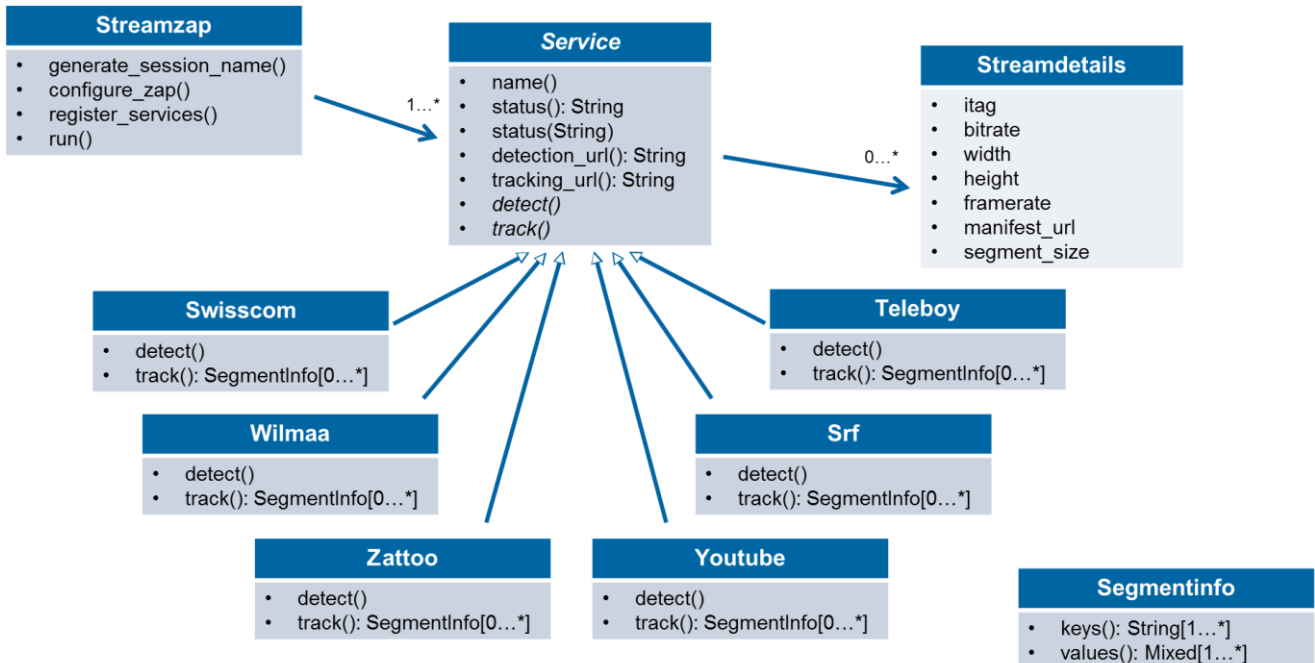 Streamzap
• generate_session_name()
• configure_zap()
• register_services()
• run()
1…*
Service
• name()
• status(): String
• status(String)
• detection_url(): String
• tracking_url(): String
• detect()
• track()
0…*
Streamdetails
• itag
• bitrate
• width
• height
• framerate
• manifest_url
• segment_size
Swisscom
• detect()
• track(): SegmentInfo[0…*]
Teleboy
• detect()
• track(): SegmentInfo[0…*]
Wilmaa
• detect()
• track(): SegmentInfo[0…*]
Srf
• detect()
• track(): SegmentInfo[0…*]
Zattoo
• detect()
• track(): SegmentInfo[0…*]
Youtube
• detect()
• track(): SegmentInfo[0…*]
Segmentinfo
• keys(): String[1…*]
• values(): Mixed[1…*]